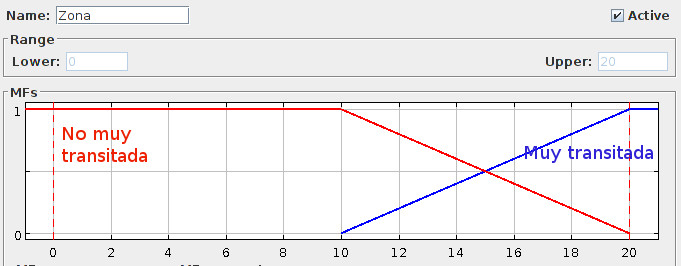 Name: Zona Active
Range
Lower: 0 Upper: 20
MFs
1
No muy
transitada
Muy transitada
0
0 2 4 6 8 10 12 14 16 18 20